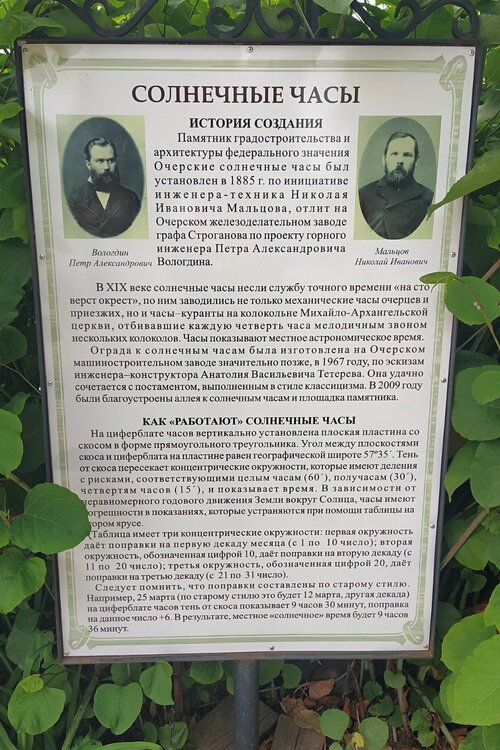 СОЛНЕЧНЫЕ ЧАСЫ
ИСТОРИЯ СОЗДАНИЯ
Памятник градостроительства и
архитектуры федерального значения
Очерские солнечные часы был
установлен в 1885 г. по инициативе
инженера-техника Николая
Ивановича Мальцова, отлит на
Очерском железоделательном заводе
графа Строганова по проекту горного
инженера Петра Александровича
Вологдина.
Вологдин
Петр Александрович
Мальцов
Николай Иванович
В XIX веке солнечные часы несли службу точного времени «на сто
верст окрест», по ним заводились не только механические часы очерцев и
приезжих, но и часы–куранты на колокольне Михайло-Архангельской
церкви, отбивавшие каждую четверть часа мелодичным звоном
нескольких колоколов. Часы показывают местное астрономическое время.
Ограда к солнечным часам была изготовлена на Очерском
машиностроительном заводе значительно позже, в 1967 году, по эскизам
инженера–конструктора Анатолия Васильевича Тетерева. Она удачно
сочетается с постаментом, выполненным в стиле классицизма. В 2009 году
были благоустроены аллея к солнечным часам и площадка памятника.
КАК «РАБОТАЮТ» СОЛНЕЧНЫЕ ЧАСЫ
На циферблате часов вертикально установлена плоская пластина со
скосом в форме прямоугольного треугольника. Угол между плоскостями
скоса и циферблата на пластине равен географической широте 57°35´. Тень
от скоса пересекает концентрические окружности, которые имеют деления
с рисками, соответствующими целым часам (60´), получасам (30´),
четвертям часов (15´), и показывает время. В зависимости от
неравномерного годового движения Земли вокруг Солнца, часы имеют
погрешности в показаниях, которые устраняются при помощи таблицы на
втором ярусе.
(Таблица имеет три концентрические окружности: первая окружность
даёт поправки на первую декаду месяца (с 1 по 10 число); вторая
окружность, обозначенная цифрой 10, даёт поправки на вторую декаду (с
11 по 20 число); третья окружность, обозначенная цифрой 20, даёт
поправки на третью декаду (с 21 по 31 число).
Следует помнить, что поправки составлены по старому стилю.
Например, 25 марта (по старому стилю это будет 12 марта, другая декада)
на циферблате часов тень от скоса показывает 9 часов 30 минут, поправка
на данное число +6. В результате, местное «солнечное» время будет 9 часов
36 минут.